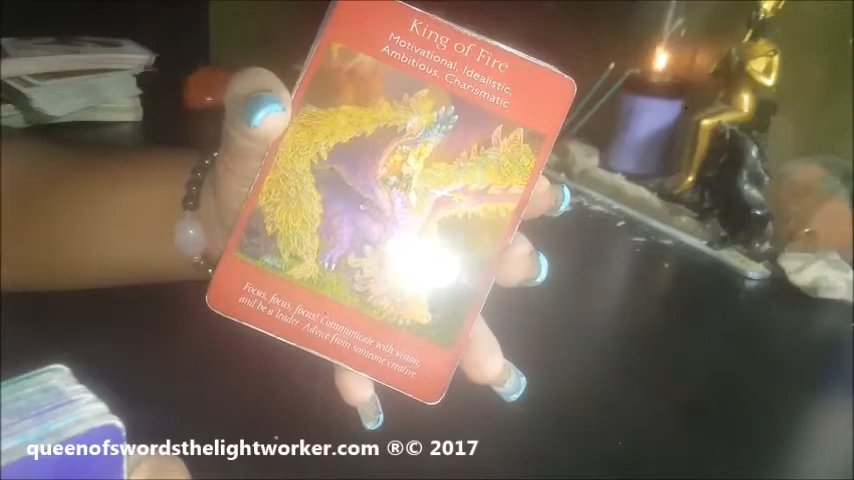 King of Fire
Motivational, Idealistic,
Ambitious, Charismatic
Focus, focus, focus! Communicate with vision,
and be a leader. Advice from someone creative
queenofswordsthelightworker.com ®© 2017